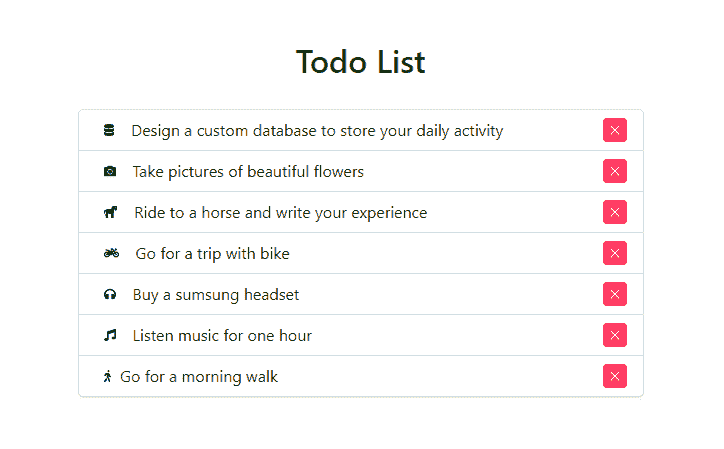 Todo List
Design a custom database to store your daily activity
Take pictures of beautiful flowers
Ride to a horse and write your experience
Go for a trip with bike
Buy a sumsung headset
Listen music for one hour
Go for a morning walk